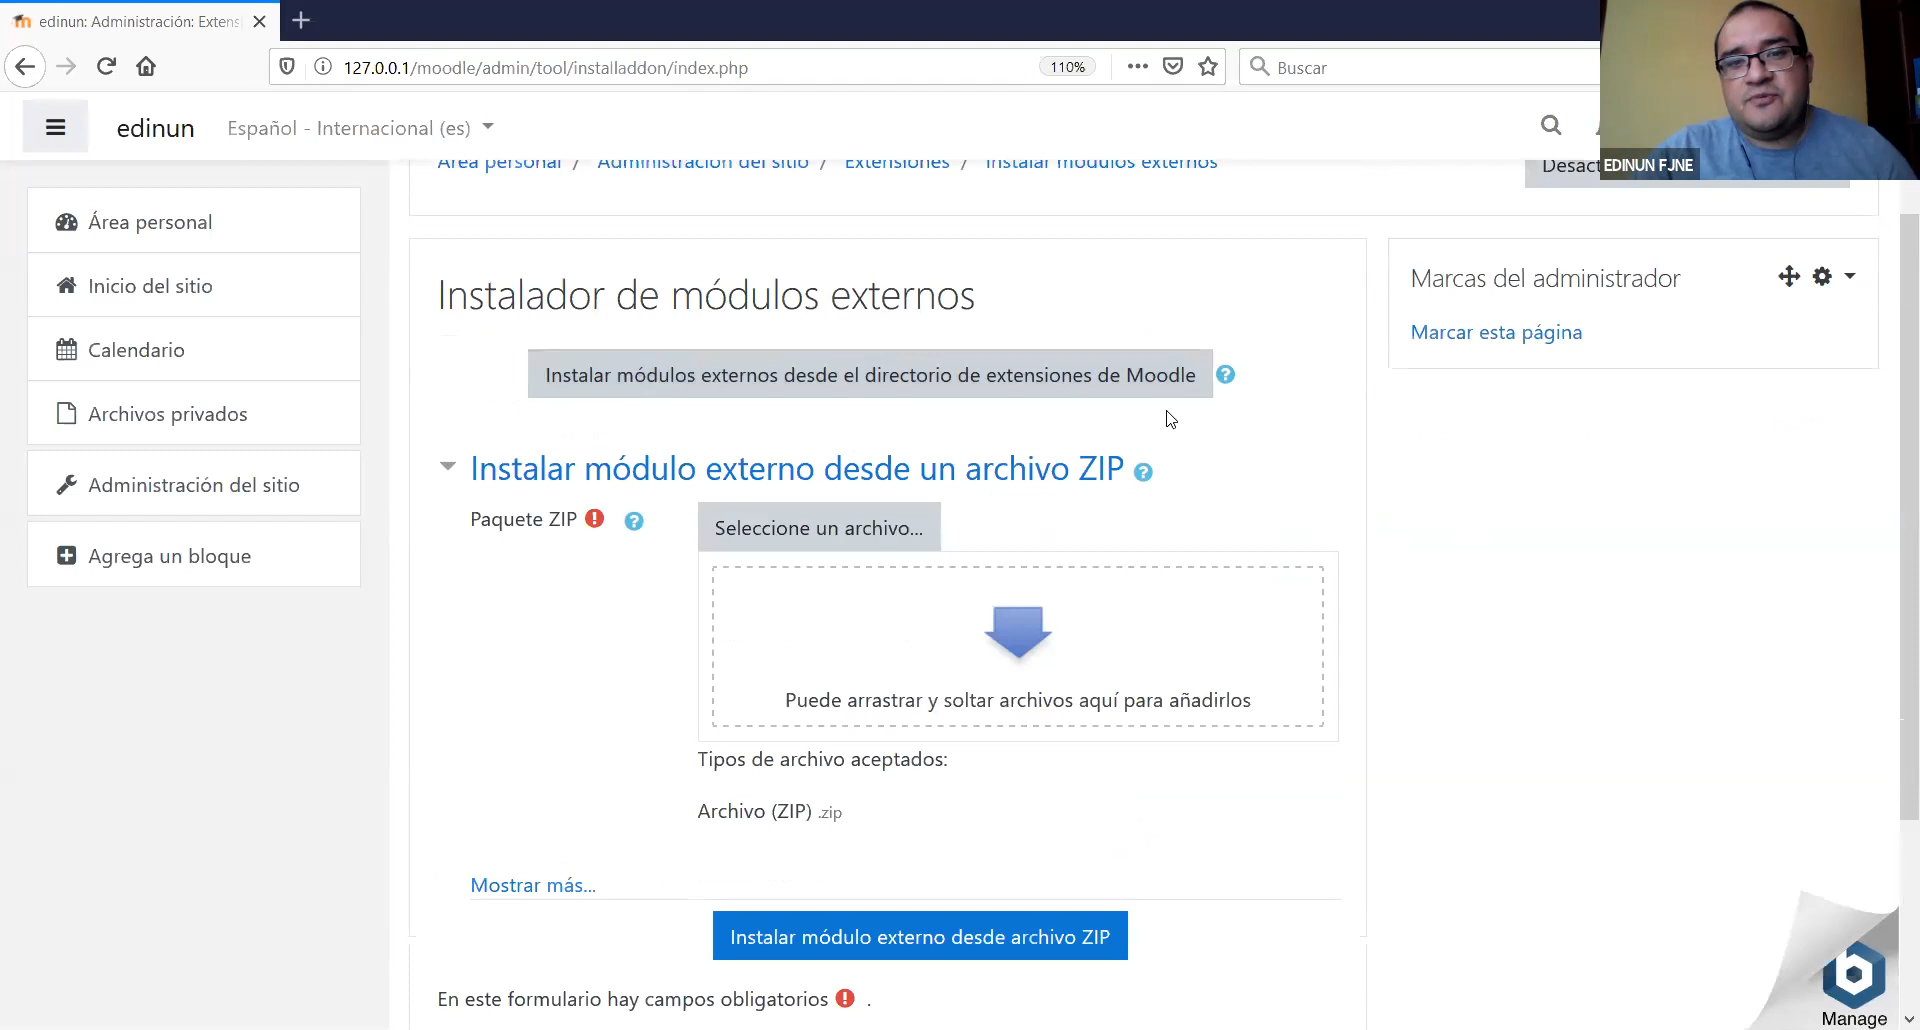 edinun: Administración: Extens
127.0.0.1/moodle/admin/tool/installaddon/index.php
110%
Buscar
edinun
Español - Internacional (es)
EDINUN FJNE
Área personal / Administración del sitio / Extensiones / Instalar módulos externos
Desact
Área personal
Inicio del sitio
Calendario
Archivos privados
Administración del sitio
Agrega un bloque
Instalador de módulos externos
Instalar módulos externos desde el directorio de extensiones de Moodle
Instalar módulo externo desde un archivo ZIP
Paquete ZIP
Seleccione un archivo...
Puede arrastrar y soltar archivos aquí para añadirlos
Tipos de archivo aceptados:
Archivo (ZIP) .zip
Mostrar más...
Instalar módulo externo desde archivo ZIP
En este formulario hay campos obligatorios .
Marcas del administrador
Marcar esta página
Manage